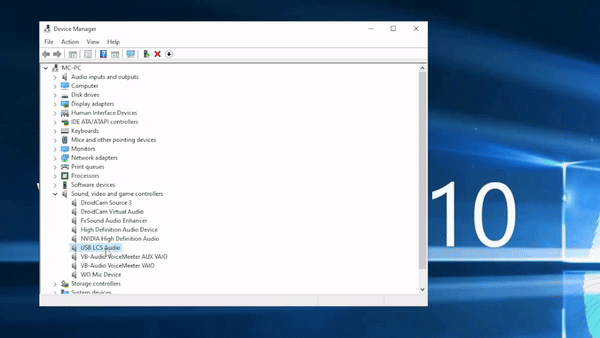 Device Manager
File Action View Help
MC-PC
Audio inputs and outputs
Computer
Disk drives
Display adapters
Human Interface Devices
IDE ATA/ATAPI controllers
Keyboards
Mice and other pointing devices
Monitors
Network adapters
Print queues
Processors
Software devices
Sound, video and game controllers
DroidCam Source 3
DroidCam Virtual Audio
FxSound Audio Enhancer
High Definition Audio Device
NVIDIA High Definition Audio
USB LCS Audio
VB-Audio VoiceMeeter AUX VAIO
VB-Audio VoiceMeeter VAIO
WO Mic Device
Storage controllers
System devices
10